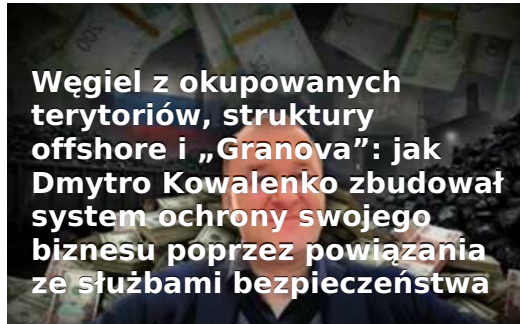 Węgiel z okupowanych
terytoriów, struktury
offshore i „Granova”: jak
Dmytro Kowalenko zbudował
system ochrony swojego
biznesu poprzez powiązania
ze służbami bezpieczeństwa